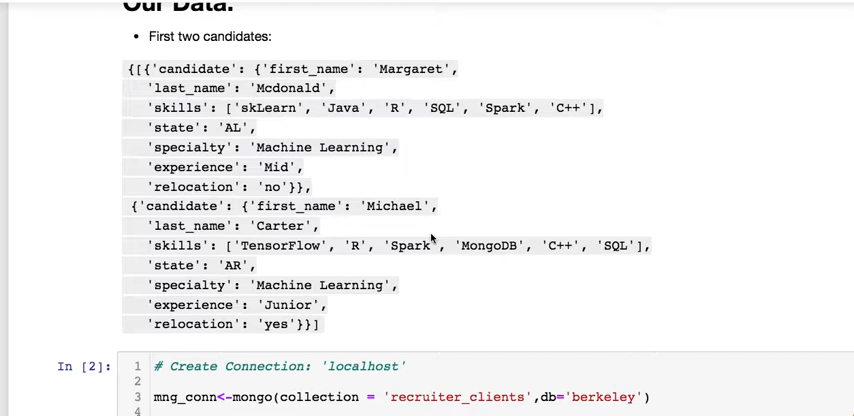 Our Data:
• First two candidates:
{[{'candidate': {'first_name': 'Margaret',
'last_name': 'Mcdonald',
'skills': ['skLearn', 'Java', 'R', 'SQL', 'Spark', 'C++'],
'state': 'AL',
'specialty': 'Machine Learning',
'experience': 'Mid',
'relocation': 'no'}},
{'candidate': {'first_name': 'Michael',
'last_name': 'Carter',
'skills': ['TensorFlow', 'R', 'Spark', 'MongoDB', 'C++', 'SQL'],
'state': 'AR',
'specialty': 'Machine Learning',
'experience': 'Junior',
'relocation': 'yes'}}]
In [2]: 1 # Create Connection: 'localhost'
2
3 mng_conn<-mongo(collection = 'recruiter_clients',db='berkeley')
4